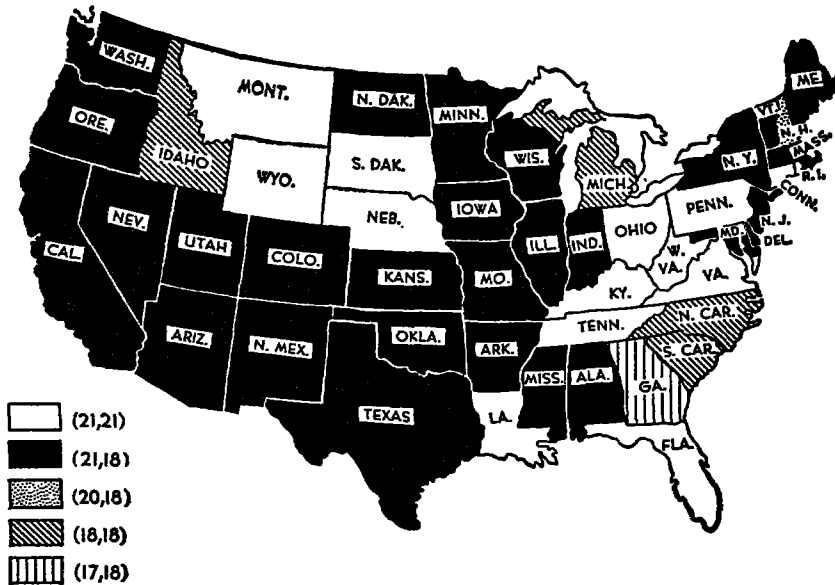 WASH.
ORE.
CAL.
NEV.
IDAHO
MONT.
WYO.
UTAH
COLO.
ARIZ.
N. MEX.
N. DAK.
S. DAK.
NEB.
KANS.
OKLA.
TEXAS
MINN.
IOWA
MO.
ARK.
LA.
WIS.
ILL.
MICH.
IND.
OHIO
KY.
TENN.
MISS.
ALA.
GA.
FLA.
S. CAR.
N. CAR.
VA.
W. VA.
PENN.
N. Y.
VT.
N. H.
ME.
MASS.
R. I.
CONN.
N. J.
DEL.
MD.
(21,21)
(21,18)
(20,18)
(18,18)
(17,18)